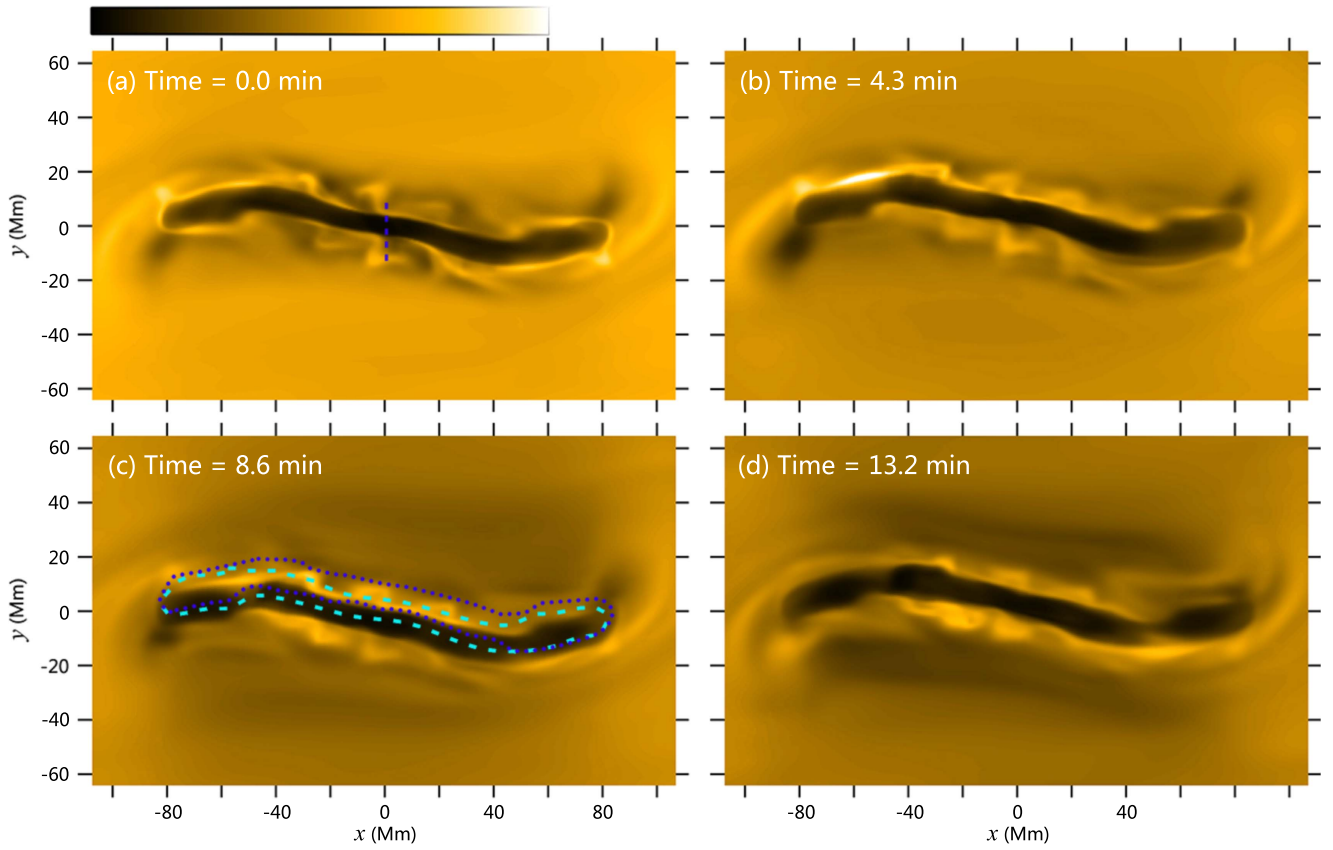 (a) Time = 0.0 min
(b) Time = 4.3 min
60
40
20
0
-20
-40
-60
y (Mm)
(c) Time = 8.6 min
(d) Time = 13.2 min
60
40
20
0
-20
-40
-60
y (Mm)
-80 -40 0 40 80
x (Mm)
-80 -40 0 40
x (Mm)